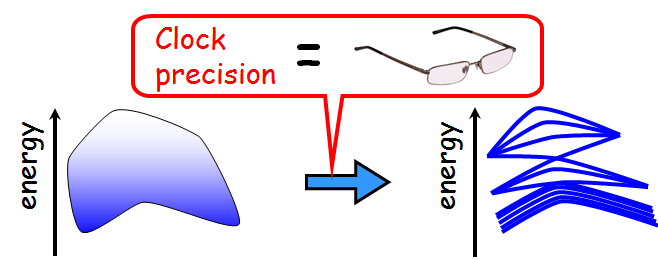 Clock =
precision
energy
energy